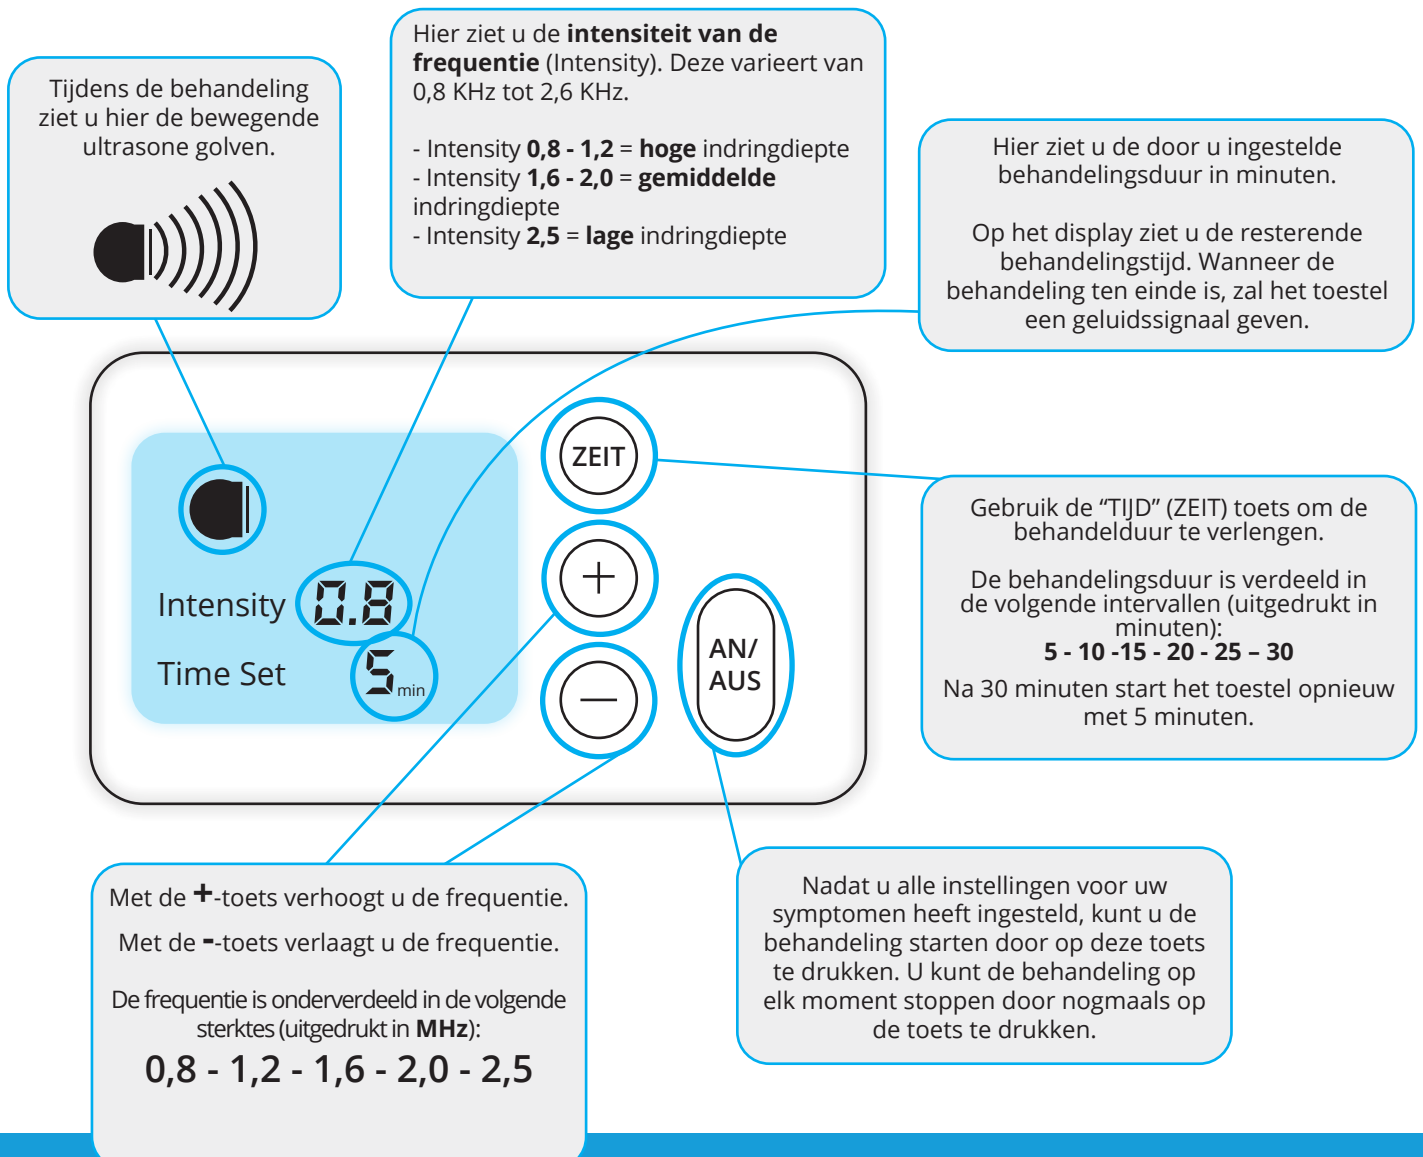 Tijdens de behandeling
ziet u hier de bewegende
ultrasone golven.
Hier ziet u de intensiteit van de
frequentie (Intensity). Deze varieert van
0,8 KHz tot 2,6 KHz.
- Intensity 0,8 - 1,2 = hoge indringdiepte
- Intensity 1,6 - 2,0 = gemiddelde
indringdiepte
- Intensity 2,5 = lage indringdiepte
Hier ziet u de door u ingestelde
behandelingsduur in minuten.
Op het display ziet u de resterende
behandelingstijd. Wanneer de
behandeling ten einde is, zal het toestel
een geluidssignaal geven.
ZEIT
Intensity 0.8
Time Set 5 min
+
−
AN/
AUS
Gebruik de “TIJD” (ZEIT) toets om de
behandelduur te verlengen.
De behandelingsduur is verdeeld in
de volgende intervallen (uitgedrukt in
minuten):
5 - 10 -15 - 20 - 25 – 30
Na 30 minuten start het toestel opnieuw
met 5 minuten.
Met de +-toets verhoogt u de frequentie.
Met de --toets verlaagt u de frequentie.
De frequentie is onderverdeeld in de volgende
sterktes (uitgedrukt in MHz):
0,8 - 1,2 - 1,6 - 2,0 - 2,5
Nadat u alle instellingen voor uw
symptomen heeft ingesteld, kunt u de
behandeling starten door op deze toets
te drukken. U kunt de behandeling op
elk moment stoppen door nogmaals op
de toets te drukken.